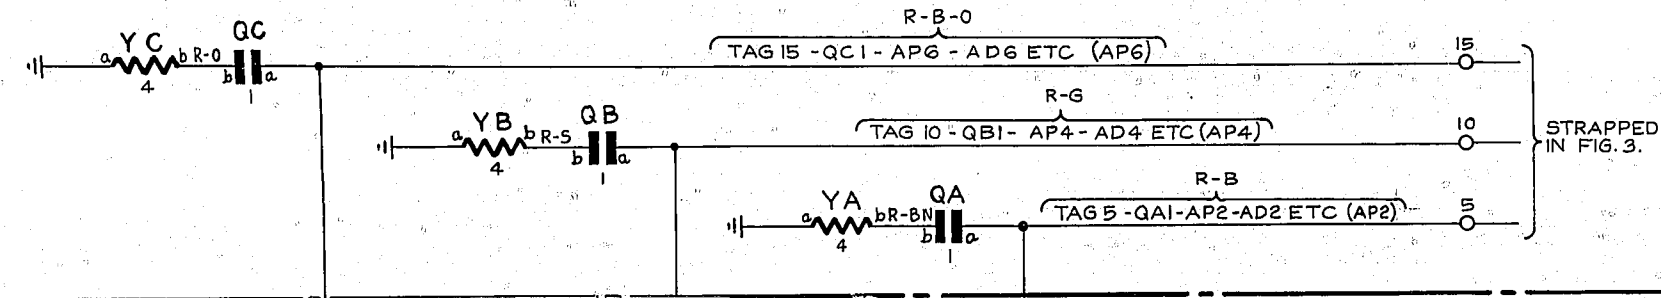 R-B-O
QC
YC
a b R-O
b a
TAG 15 -QC1- AP6 - AD6 ETC (AP6)
15
4
1
R-G
QB
YB
a b R-S
b a
TAG 10 -QB1- AP4-AD4 ETC (AP4)
10
4
1
STRAPPED
IN FIG. 3.
R-B
QA
YA
a b R-BN
b a
TAG 5 -QA1-AP2-AD2 ETC (AP2)
5
4
1